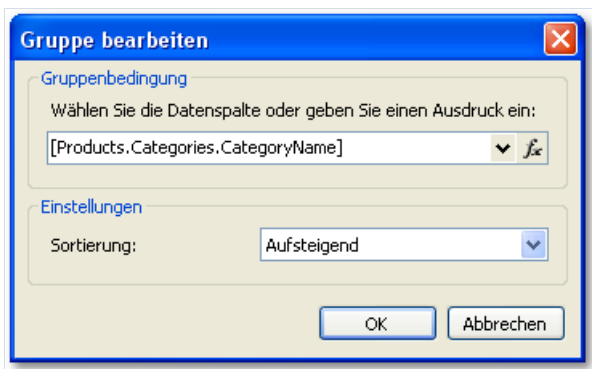 Gruppe bearbeiten
Gruppenbedingung
Wählen Sie die Datenspalte oder geben Sie einen Ausdruck ein:
[Products.Categories.CategoryName] fx
Einstellungen
Sortierung: Aufsteigend
OK Abbrechen